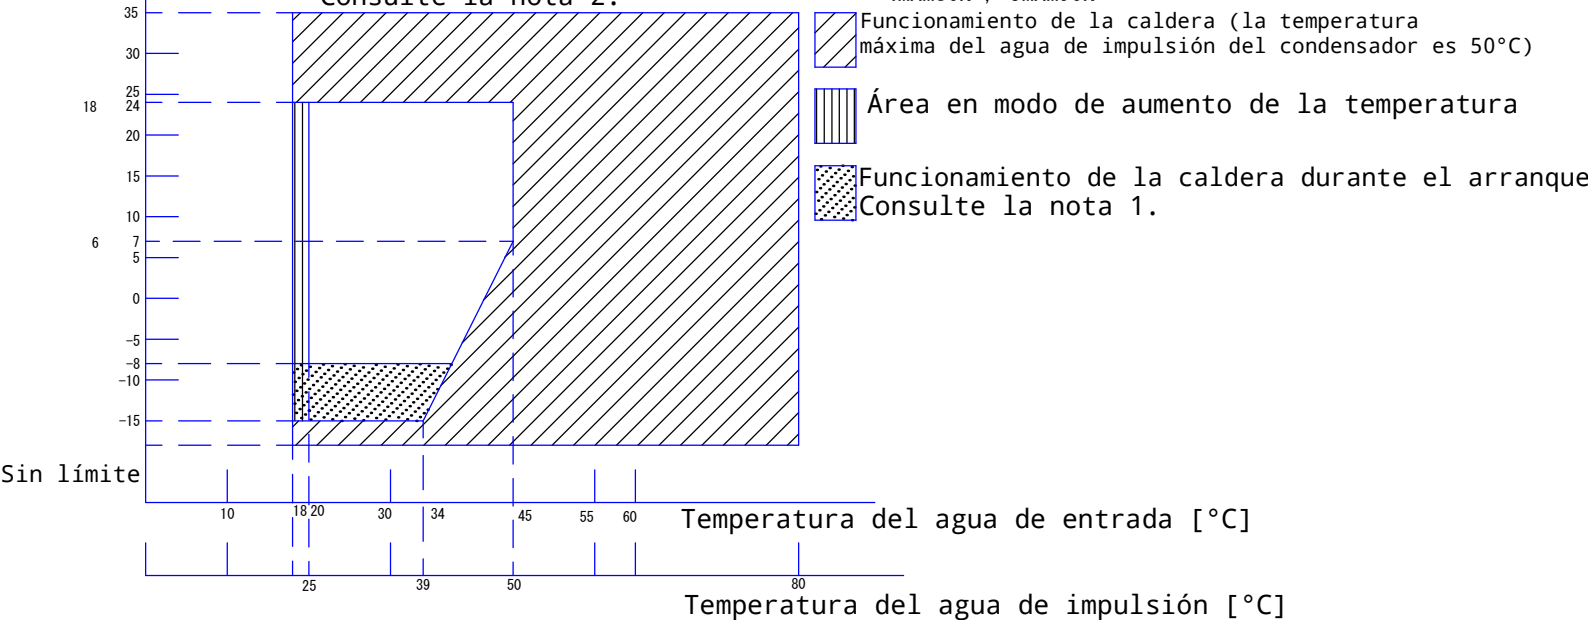 Consulte la nota 2.
Funcionamiento de la caldera (la temperatura
máxima del agua de impulsión del condensador es 50°C)
Área en modo de aumento de la temperatura
Funcionamiento de la caldera durante el arranque
Consulte la nota 1.
35
30
25
18 24
20
15
10
6 7
5
0
-5
-8
-10
-15
Sin límite
10 18 20 30 34 45 55 60
Temperatura del agua de entrada [°C]
25 39 50 80
Temperatura del agua de impulsión [°C]